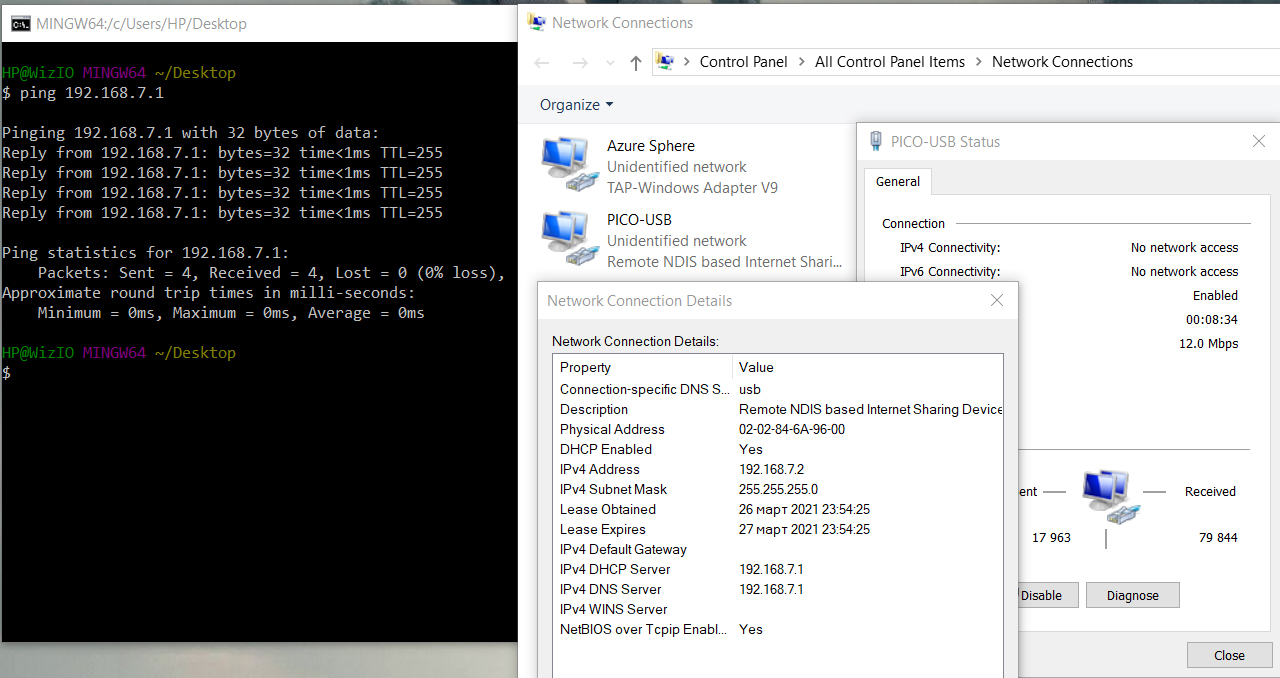 MINGW64:/c/Users/HP/Desktop
HP@WizIO MINGW64 ~/Desktop
$ ping 192.168.7.1
Pinging 192.168.7.1 with 32 bytes of data:
Reply from 192.168.7.1: bytes=32 time<1ms TTL=255
Reply from 192.168.7.1: bytes=32 time<1ms TTL=255
Reply from 192.168.7.1: bytes=32 time<1ms TTL=255
Reply from 192.168.7.1: bytes=32 time<1ms TTL=255
Ping statistics for 192.168.7.1:
    Packets: Sent = 4, Received = 4, Lost = 0 (0% loss),
Approximate round trip times in milli-seconds:
    Minimum = 0ms, Maximum = 0ms, Average = 0ms
HP@WizIO MINGW64 ~/Desktop
$
Network Connections
Control Panel > All Control Panel Items > Network Connections
Organize
Azure Sphere
Unidentified network
TAP-Windows Adapter V9
PICO-USB
Unidentified network
Remote NDIS based Internet Shari...
PICO-USB Status
General
Connection
IPv4 Connectivity: No network access
IPv6 Connectivity: No network access
Enabled
00:08:34
12.0 Mbps
ent Received
17 963 79 844
Disable Diagnose
Close
Network Connection Details
Network Connection Details:
Property Value
Connection-specific DNS S... usb
Description Remote NDIS based Internet Sharing Device
Physical Address 02-02-84-6A-96-00
DHCP Enabled Yes
IPv4 Address 192.168.7.2
IPv4 Subnet Mask 255.255.255.0
Lease Obtained 26 март 2021 23:54:25
Lease Expires 27 март 2021 23:54:25
IPv4 Default Gateway
IPv4 DHCP Server 192.168.7.1
IPv4 DNS Server 192.168.7.1
IPv4 WINS Server
NetBIOS over Tcpip Enabl... Yes